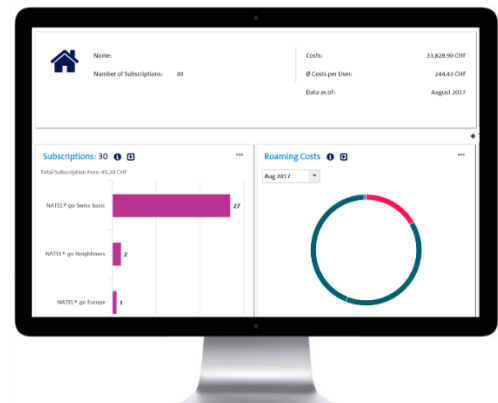 Name:
Number of Subscriptions: 30
Costs: 33,828.90 CHF
Ø Costs per User: 244.43 CHF
Data as of: August 2017
Subscriptions: 30
Total Subscription Fees: 45.28 CHF
NATEL® go Swiss basic 27
NATEL® go Neighbours 2
NATEL® go Europe 1
Roaming Costs
Aug 2017